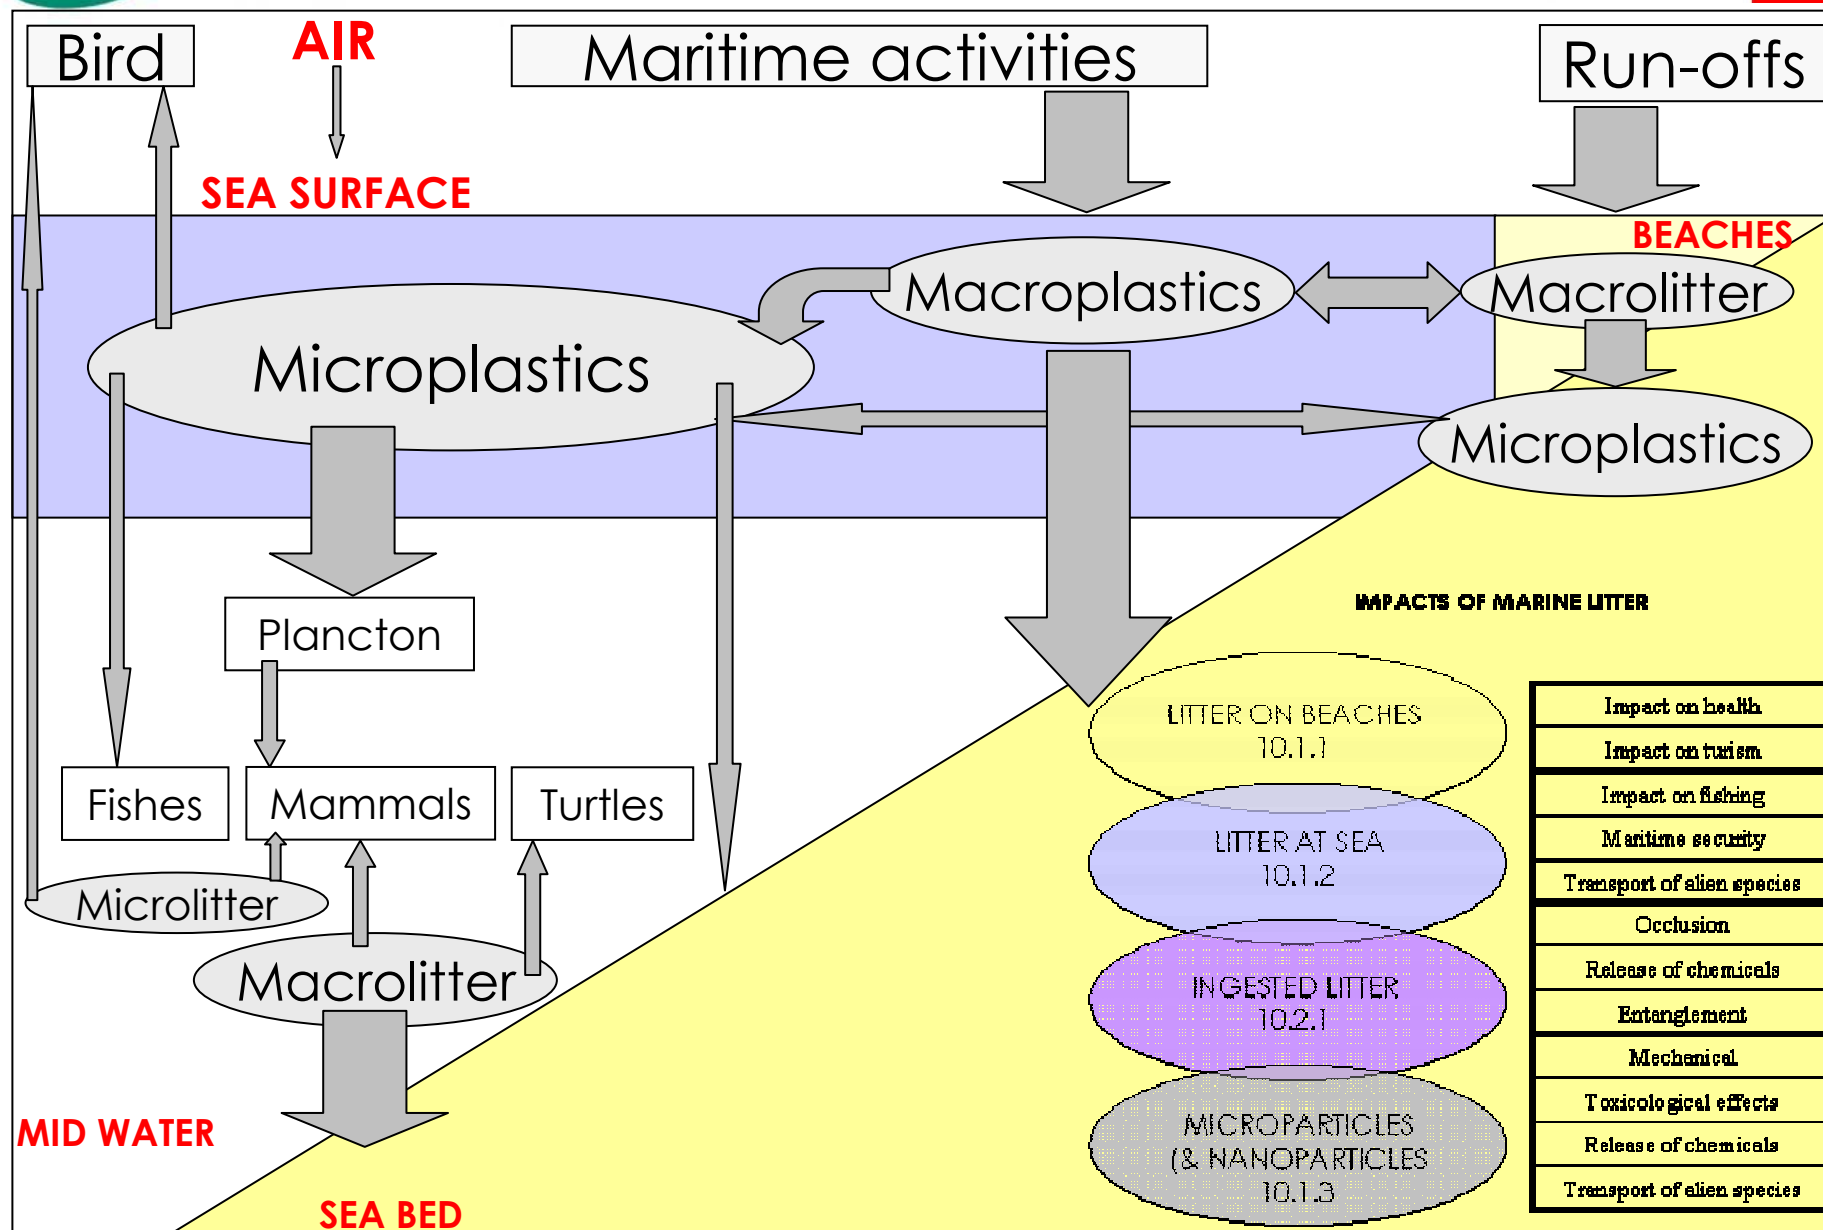 Bird
AIR
Maritime activities
Run-offs
SEA SURFACE
BEACHES
Macroplastics
Macrolitter
Microplastics
Microplastics
Plancton
Fishes
Mammals
Turtles
Microlitter
Macrolitter
MID WATER
SEA BED
IMPACTS OF MARINE LITTER
LITTER ON BEACHES
10.1.1
LITTER AT SEA
10.1.2
INGESTED LITTER
10.2.1
MICROPARTICLES
(& NANOPARTICLES
10.1.3
Impact on health
Impact on turism
Impact on fishing
Maritime security
Transport of alien species
Occlusion
Release of chemicals
Entanglement
Mechanical
Toxicological effects
Release of chemicals
Transport of alien species